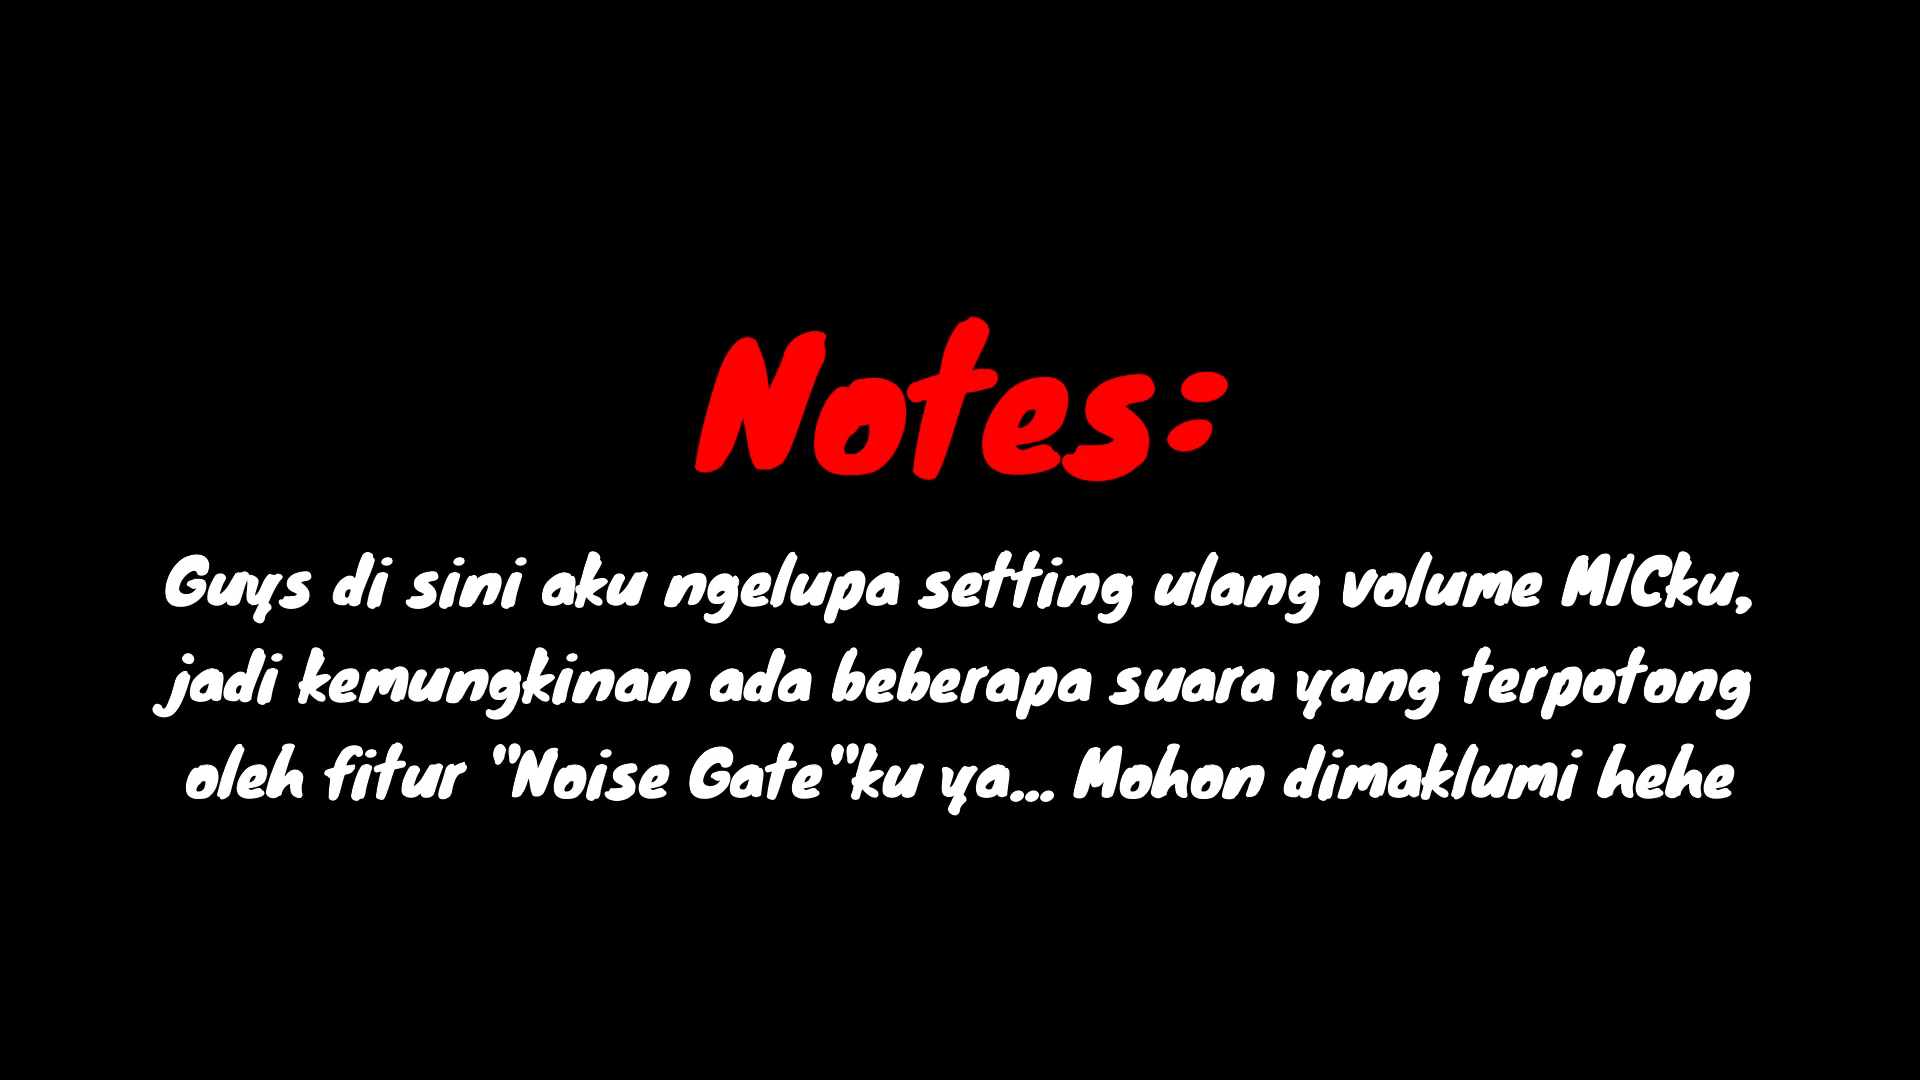 Notes:
Guys di sini aku ngelupa setting ulang volume MICku,
jadi kemungkinan ada beberapa suara yang terpotong
oleh fitur "Noise Gate"ku ya... Mohon dimaklumi hehe